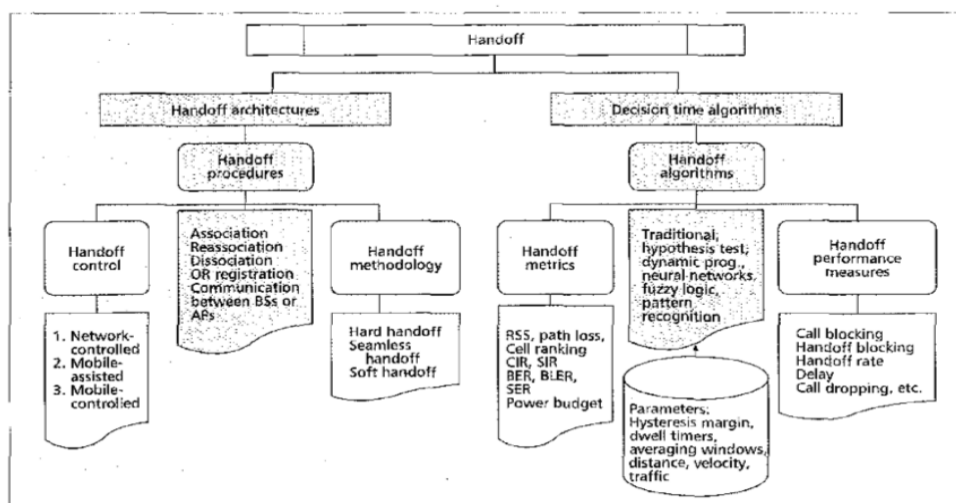 Handoff
Handoff architectures
Decision time algorithms
Handoff
procedures
Handoff
algorithms
Handoff
control
Association
Reassociation
Dissociation
OR registration
Communication
between BSs or
APs
Handoff
methodology
Handoff
metrics
Traditional,
hypothesis test,
dynamic prog.,
neural networks,
fuzzy logic,
pattern
recognition
Handoff
performance
measures
1. Network-
controlled
2. Mobile-
assisted
3. Mobile-
controlled
Hard handoff
Seamless
handoff
Soft handoff
RSS, path loss,
Cell ranking
CIR, SIR
BER, BLER,
SER
Power budget
Parameters:
Hysteresis margin,
dwell timers,
averaging windows,
distance, velocity,
traffic
Call blocking
Handoff blocking
Handoff rate
Delay
Call dropping, etc.